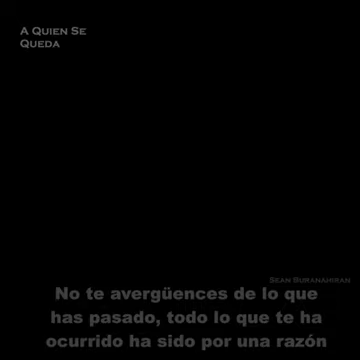 A Quien Se
Queda
Sean Buranahiran
No te avergüences de lo que
has pasado, todo lo que te ha
ocurrido ha sido por una razón